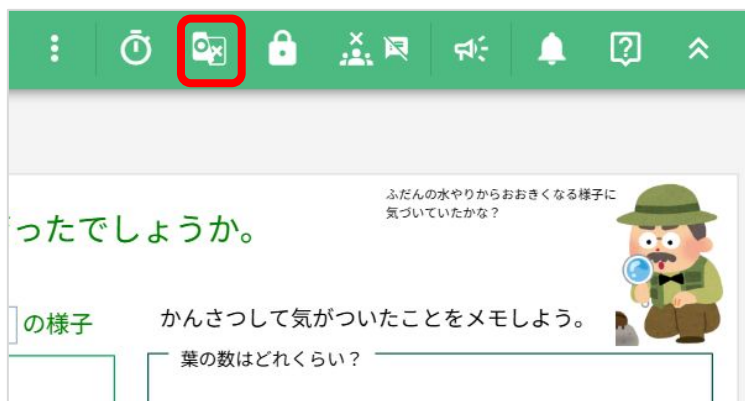 ふだんの水やりからおおきくなる様子に
気づいていたかな？
ったでしょうか。
の様子
かんさつして気がついたことをメモしよう。
葉の数はどれくらい？